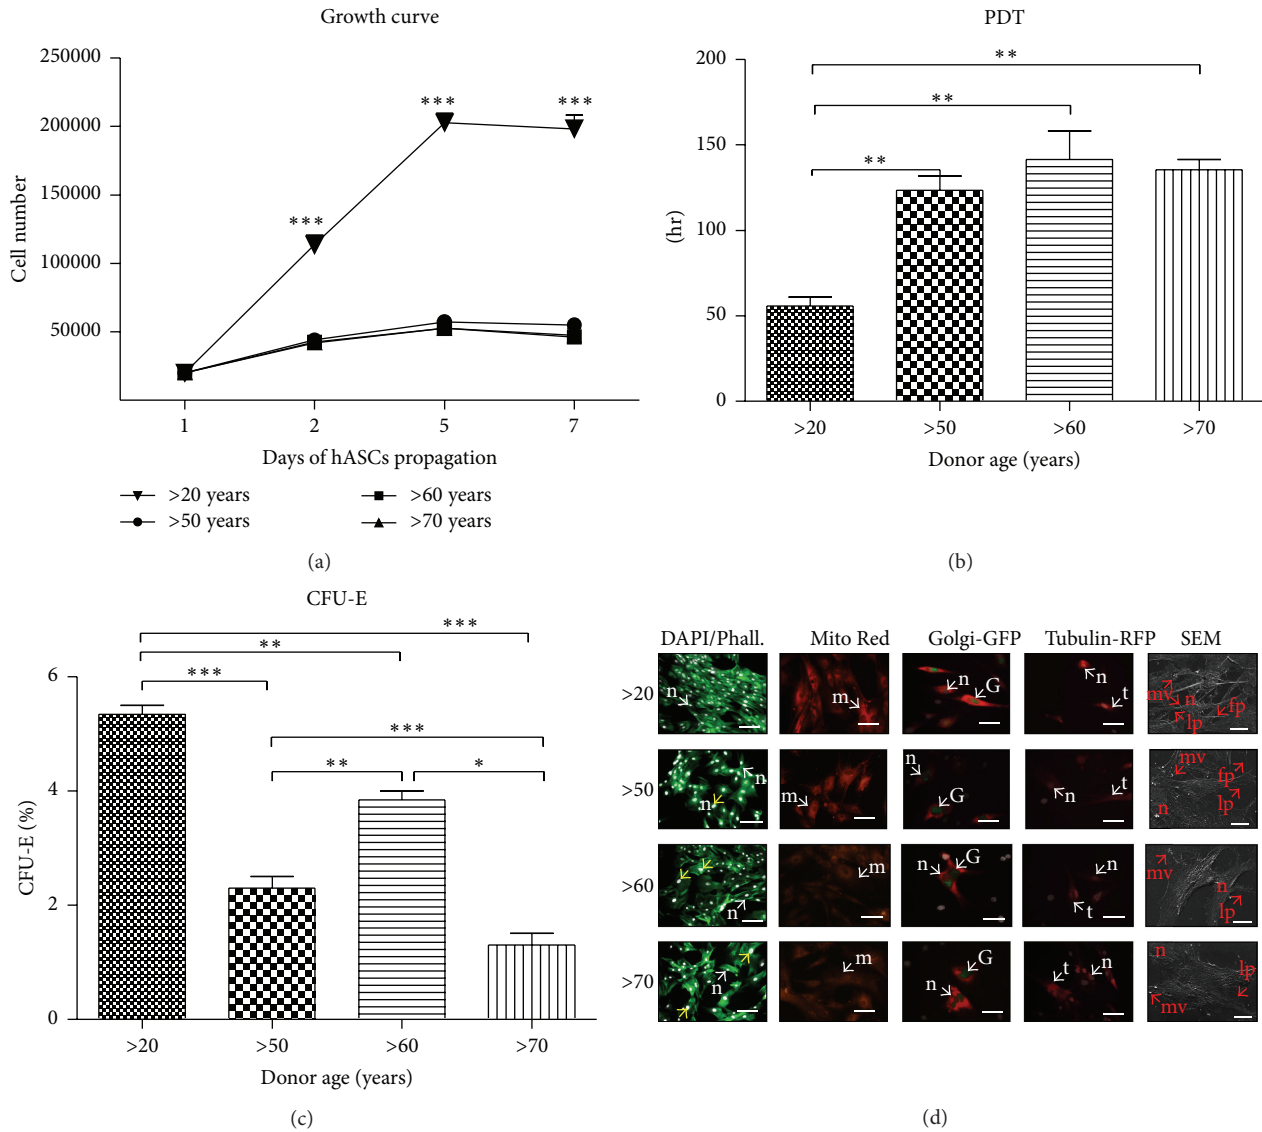 Growth curve
250000
200000
150000
100000
50000
Cell number
***
***
***
1 2 5 7
Days of hASCs propagation
>20 years
>50 years
>60 years
>70 years
(a)
PDT
200
150
100
50
0
(hr)
**
**
**
>20 >50 >60 >70
Donor age (years)
(b)
CFU-E
6
4
2
0
CFU-E (%)
***
**
***
***
**
*
>20 >50 >60 >70
Donor age (years)
(c)
DAPI/Phall. Mito Red Golgi-GFP Tubulin-RFP SEM
>20
n
m
n
G
n
t
mv
n
lp
fp
>50
n
n
m
n
G
n
t
mv
fp
lp
n
>60
n
m
n
G
n
t
mv
n
lp
>70
n
m
G
n
t
n
n
lp
mv
(d)